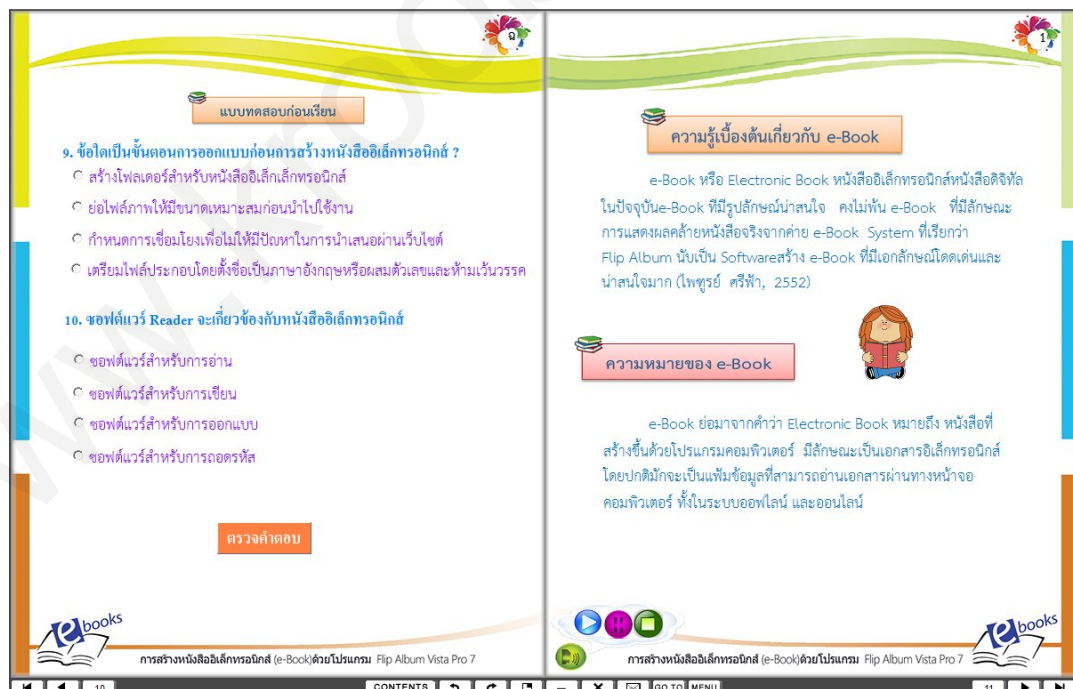 ฉ
แบบทดสอบก่อนเรียน
9. ข้อใดเป็นขั้นตอนการออกแบบก่อนการสร้างหนังสืออิเล็กทรอนิกส์ ?
สร้างโฟลเดอร์สำหรับหนังสืออิเล็กเล็กทรอนิกส์
ย่อไฟล์ภาพให้มีขนาดเหมาะสมก่อนนำไปใช้งาน
กำหนดการเชื่อมโยงเพื่อไม่ให้มีปัญหาในการนำเสนอผ่านเว็บไซต์
เตรียมไฟล์ประกอบโดยตั้งชื่อเป็นภาษาอังกฤษหรือผสมตัวเลขและห้ามเว้นวรรค
10. ซอฟต์แวร์ Reader จะเกี่ยวข้องกับหนังสืออิเล็กทรอนิกส์
ซอฟต์แวร์สำหรับการอ่าน
ซอฟต์แวร์สำหรับการเขียน
ซอฟต์แวร์สำหรับการออกแบบ
ซอฟต์แวร์สำหรับการถอดรหัส
ตรวจคำตอบ
ebooks
การสร้างหนังสืออิเล็กทรอนิกส์ (e-Book)ด้วยโปรแกรม Flip Album Vista Pro 7
1
ความรู้เบื้องต้นเกี่ยวกับ e-Book
e-Book หรือ Electronic Book หนังสืออิเล็กทรอนิกส์หนังสือดิจิทัล
ในปัจจุบันe-Book ที่มีรูปลักษณ์น่าสนใจ คงไม่พ้น e-Book ที่มีลักษณะ
การแสดงผลคล้ายหนังสือจริงจากค่าย e-Book System ที่เรียกว่า
Flip Album นับเป็น Softwareสร้าง e-Book ที่มีเอกลักษณ์โดดเด่นและ
น่าสนใจมาก (ไพฑูรย์ ศรีฟ้า, 2552)
ความหมายของ e-Book
e-Book ย่อมาจากคำว่า Electronic Book หมายถึง หนังสือที่
สร้างขึ้นด้วยโปรแกรมคอมพิวเตอร์ มีลักษณะเป็นเอกสารอิเล็กทรอนิกส์
โดยปกติมักจะเป็นแฟ้มข้อมูลที่สามารถอ่านเอกสารผ่านทางหน้าจอ
คอมพิวเตอร์ ทั้งในระบบออฟไลน์ และออนไลน์
ebooks
การสร้างหนังสืออิเล็กทรอนิกส์ (e-Book)ด้วยโปรแกรม Flip Album Vista Pro 7
10 CONTENTS GO TO MENU 11